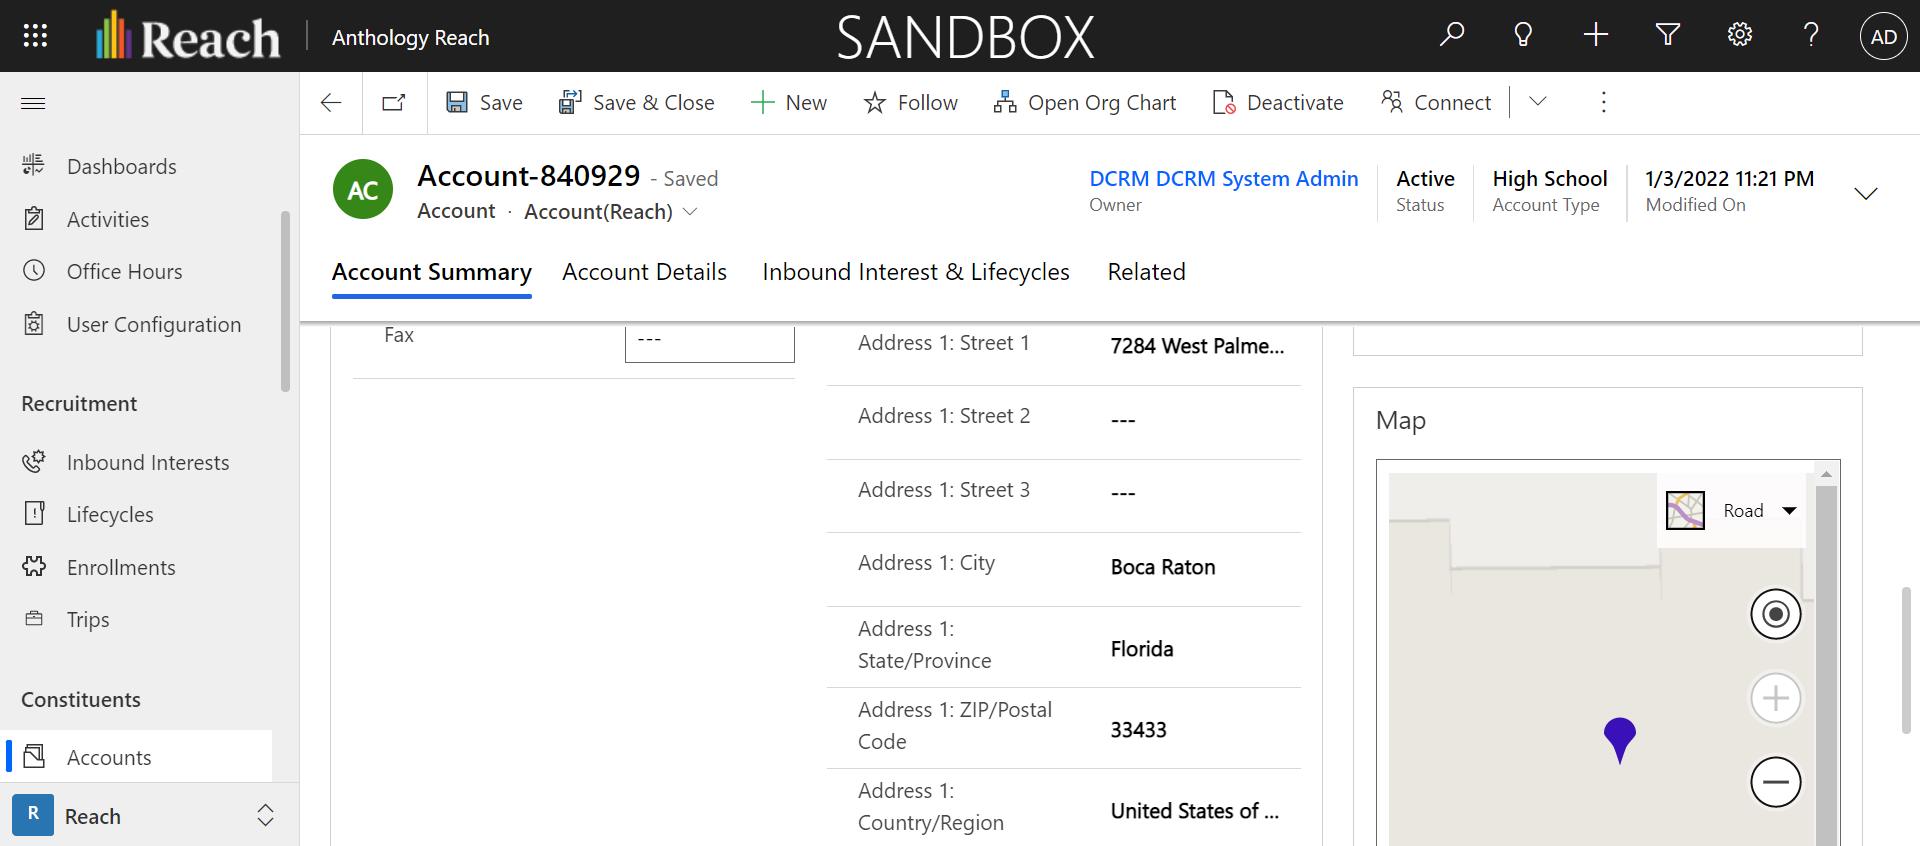 Reach
Anthology Reach
SANDBOX
AD
Save
Save & Close
New
Follow
Open Org Chart
Deactivate
Connect
Dashboards
Activities
Office Hours
User Configuration
Recruitment
Inbound Interests
Lifecycles
Enrollments
Trips
Constituents
Accounts
R
Reach
AC
Account-840929 - Saved
Account · Account(Reach)
DCRM DCRM System Admin
Owner
Active
Status
High School
Account Type
1/3/2022 11:21 PM
Modified On
Account Summary
Account Details
Inbound Interest & Lifecycles
Related
Fax
---
Address 1: Street 1
7284 West Palme...
Address 1: Street 2
---
Address 1: Street 3
---
Address 1: City
Boca Raton
Address 1:
State/Province
Florida
Address 1: ZIP/Postal
Code
33433
Address 1:
Country/Region
United States of ...
Map
Road